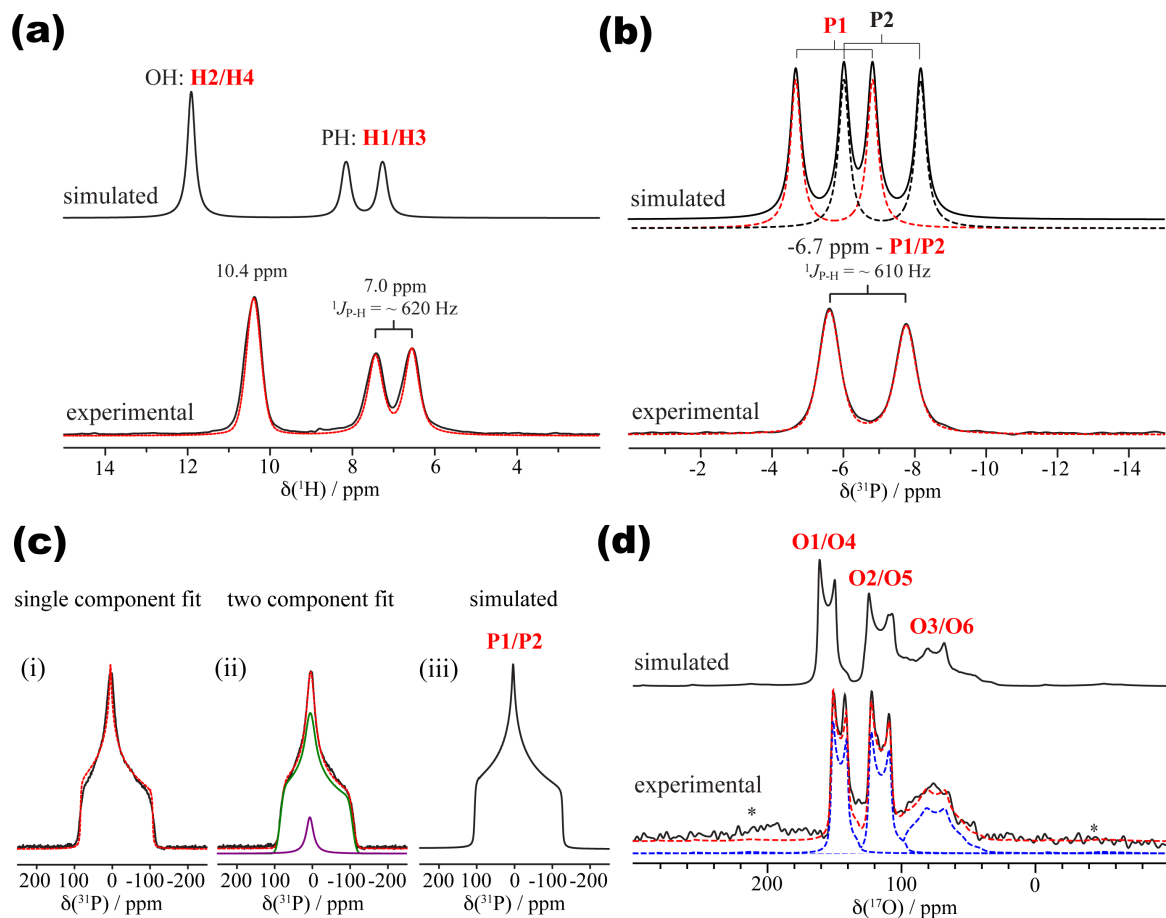 (a)
OH: H2/H4
PH: H1/H3
simulated
10.4 ppm
7.0 ppm
¹J_P-H = ~ 620 Hz
experimental
14 12 10 8 6 4
δ(¹H) / ppm
(b)
P1 P2
simulated
-6.7 ppm - P1/P2
¹J_P-H = ~ 610 Hz
experimental
-2 -4 -6 -8 -10 -12 -14
δ(³¹P) / ppm
(c)
single component fit two component fit simulated
P1/P2
(i) (ii) (iii)
200 100 0 -100 -200 200 100 0 -100 -200 200 100 0 -100 -200
δ(³¹P) / ppm δ(³¹P) / ppm δ(³¹P) / ppm
(d)
O1/O4
O2/O5
O3/O6
simulated
experimental
* *
200 100 0
δ(¹⁷O) / ppm